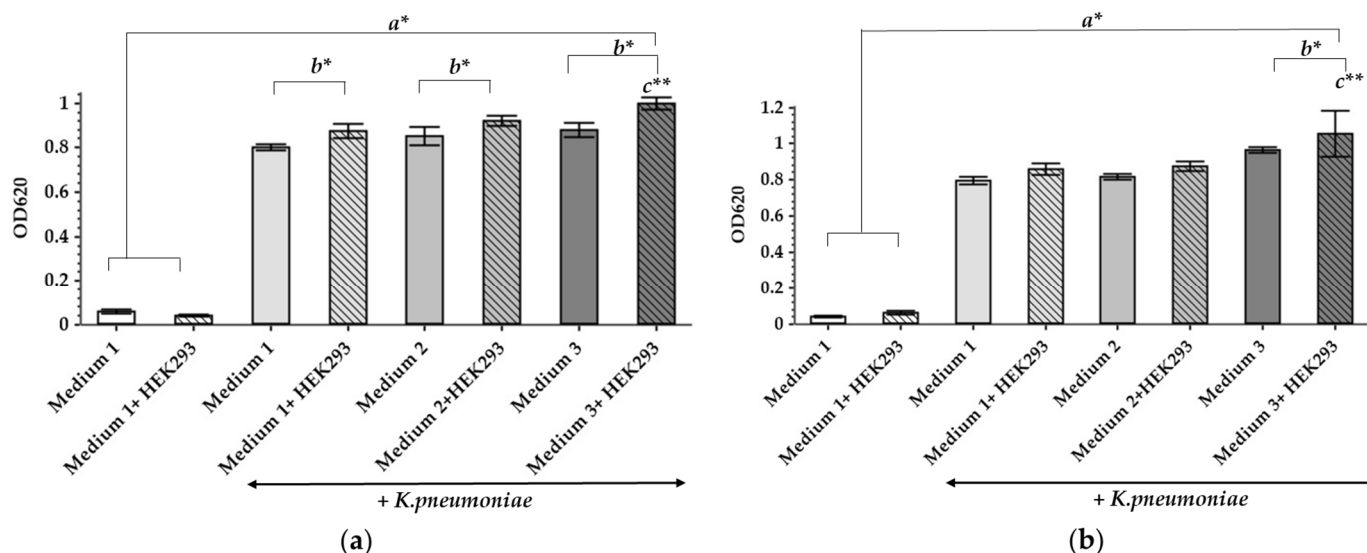 a*
b*
b*
b*
c**
OD620
1
0.8
0.6
0.4
0.2
0
Medium 1
Medium 1+ HEK293
Medium 1
Medium 1+ HEK293
Medium 2
Medium 2+HEK293
Medium 3
Medium 3+ HEK293
+ K.pneumoniae
(a)
a*
b*
c**
OD620
1.2
1
0.8
0.6
0.4
0.2
0
Medium 1
Medium 1+ HEK293
Medium 1
Medium 1+ HEK293
Medium 2
Medium 2+HEK293
Medium 3
Medium 3+ HEK293
+ K.pneumoniae
(b)